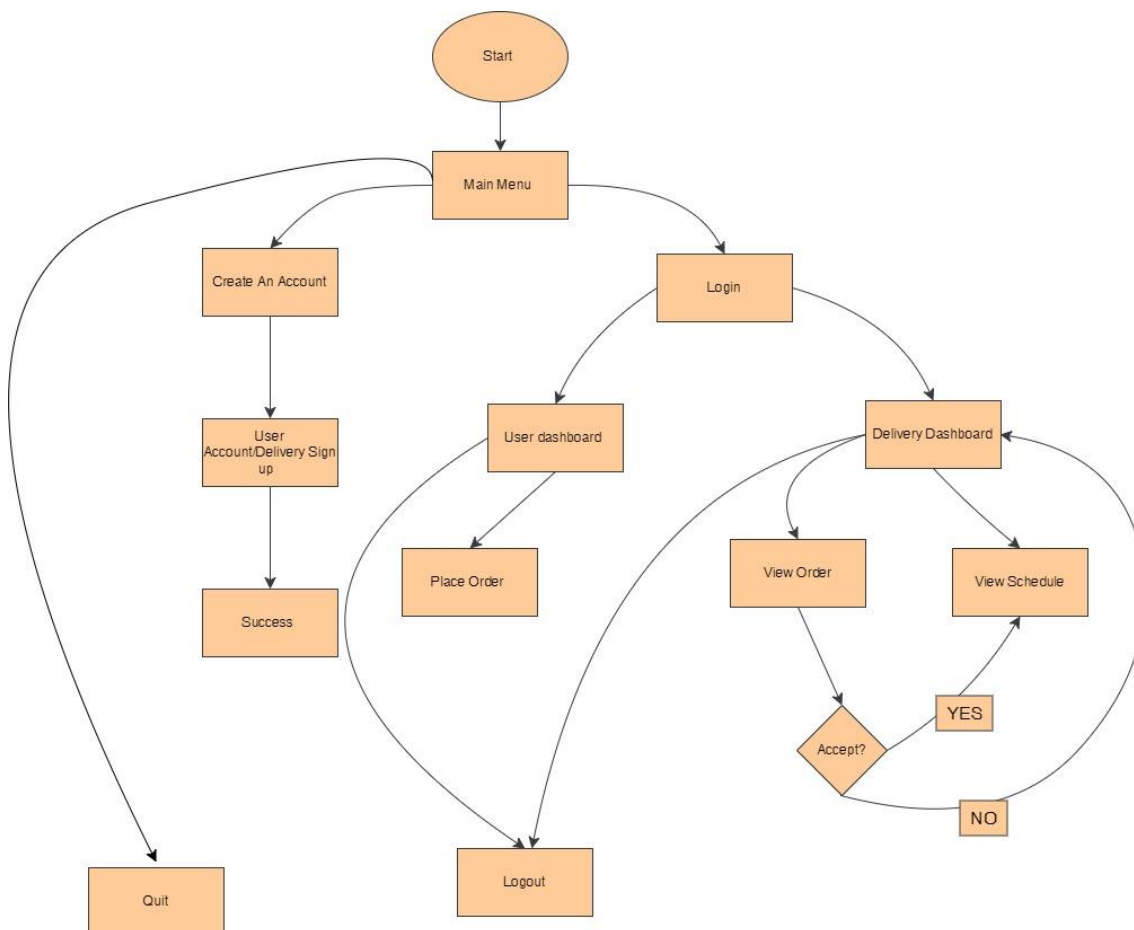 Start
Main Menu
Create An Account
Login
User
Account/Delivery Sign
up
User dashboard
Delivery Dashboard
Place Order
View Order
View Schedule
Success
YES
Accept?
NO
Logout
Quit